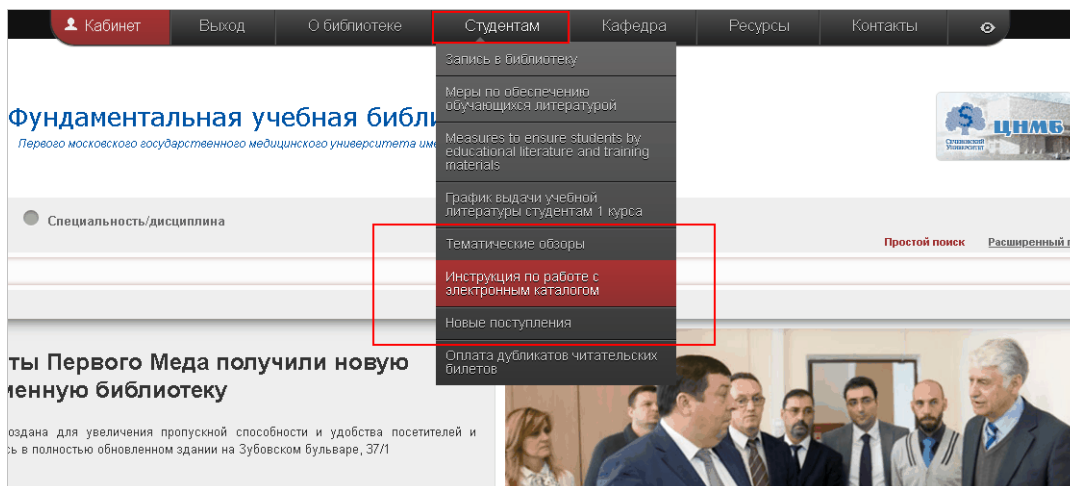 Кабинет Выход О библиотеке Студентам Кафедра Ресурсы Контакты
Запись в библиотеку
Меры по обеспечению
обучающихся литературой
Measures to ensure students by
educational literature and training
materials
График выдачи учебной
литературы студентам 1 курса
Тематические обзоры
Инструкция по работе с
электронным каталогом
Новые поступления
Оплата дубликатов читательских
билетов
Фундаментальная учебная библи
Первого московского государственного медицинского университета име
ЦНМБ
Сеченовский
Университет
Специальность/дисциплина
Простой поиск Расширенный п
ты Первого Меда получили новую
менную библиотеку
оздана для увеличения пропускной способности и удобства посетителей и
сь в полностью обновленном здании на Зубовском бульваре, 37/1